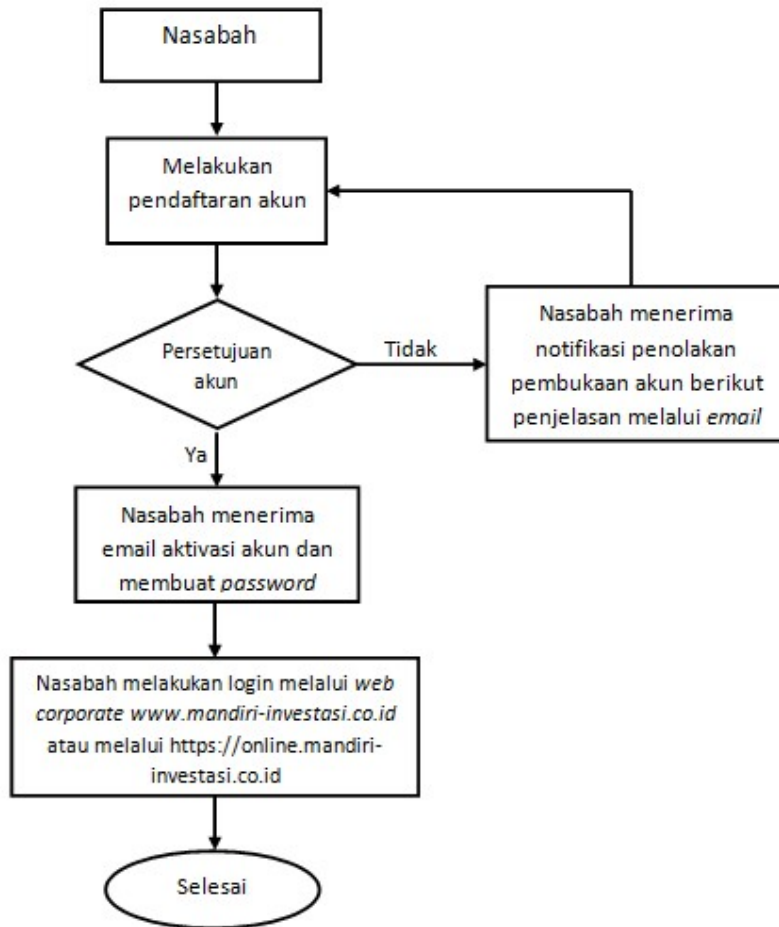 Nasabah
Melakukan
pendaftaran akun
Persetujuan
akun
Tidak
Nasabah menerima
notifikasi penolakan
pembukaan akun berikut
penjelasan melalui email
Ya
Nasabah menerima
email aktivasi akun dan
membuat password
Nasabah melakukan login melalui web
corporate www.mandiri-investasi.co.id
atau melalui https://online.mandiri-
investasi.co.id
Selesai